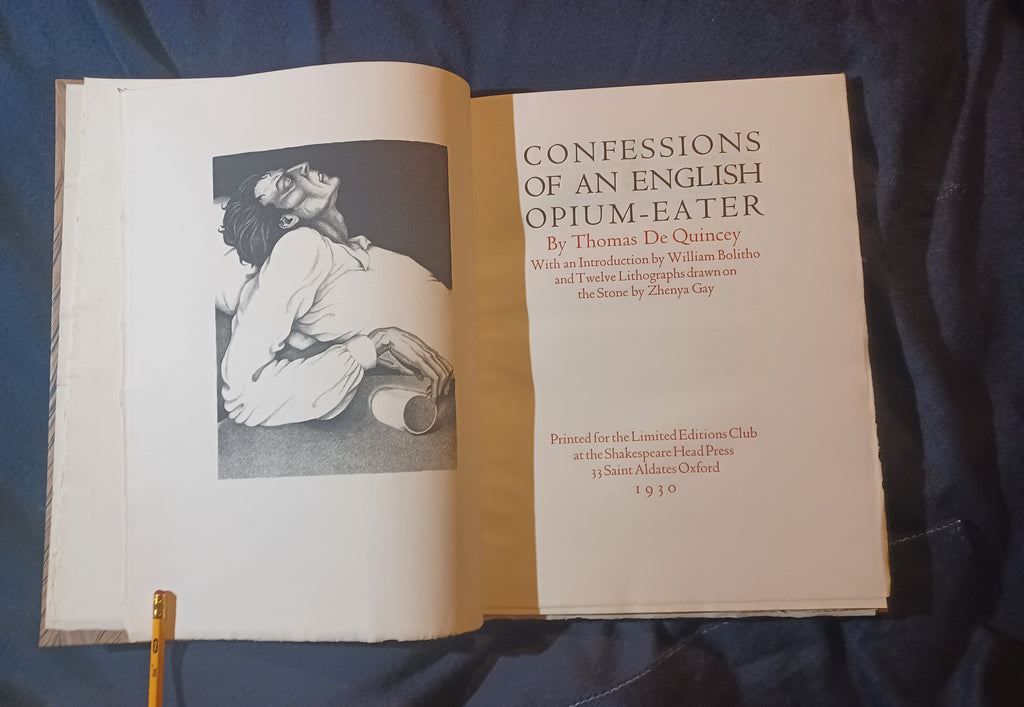 CONFESSIONS
OF AN ENGLISH
OPIUM-EATER
By Thomas De Quincey
With an Introduction by William Bolitho
and Twelve Lithographs drawn on
the Stone by Zhenya Gay
Printed for the Limited Editions Club
at the Shakespeare Head Press
33 Saint Aldates Oxford
1930